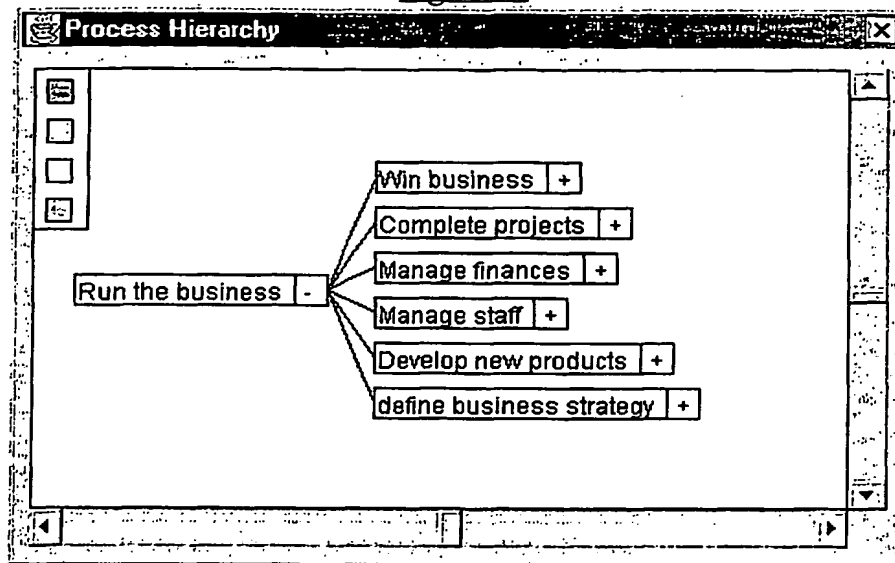 Process Hierarchy
Win business +
Complete projects +
Manage finances +
Run the business -
Manage staff +
Develop new products +
define business strategy +